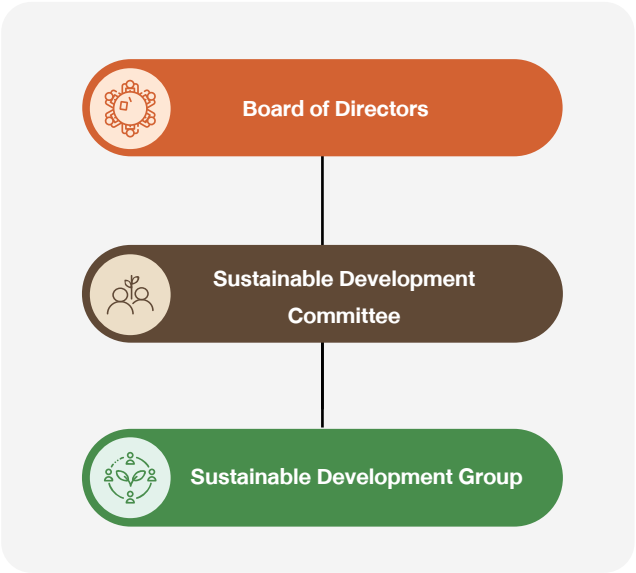 Board of Directors
Sustainable Development
Committee
Sustainable Development Group